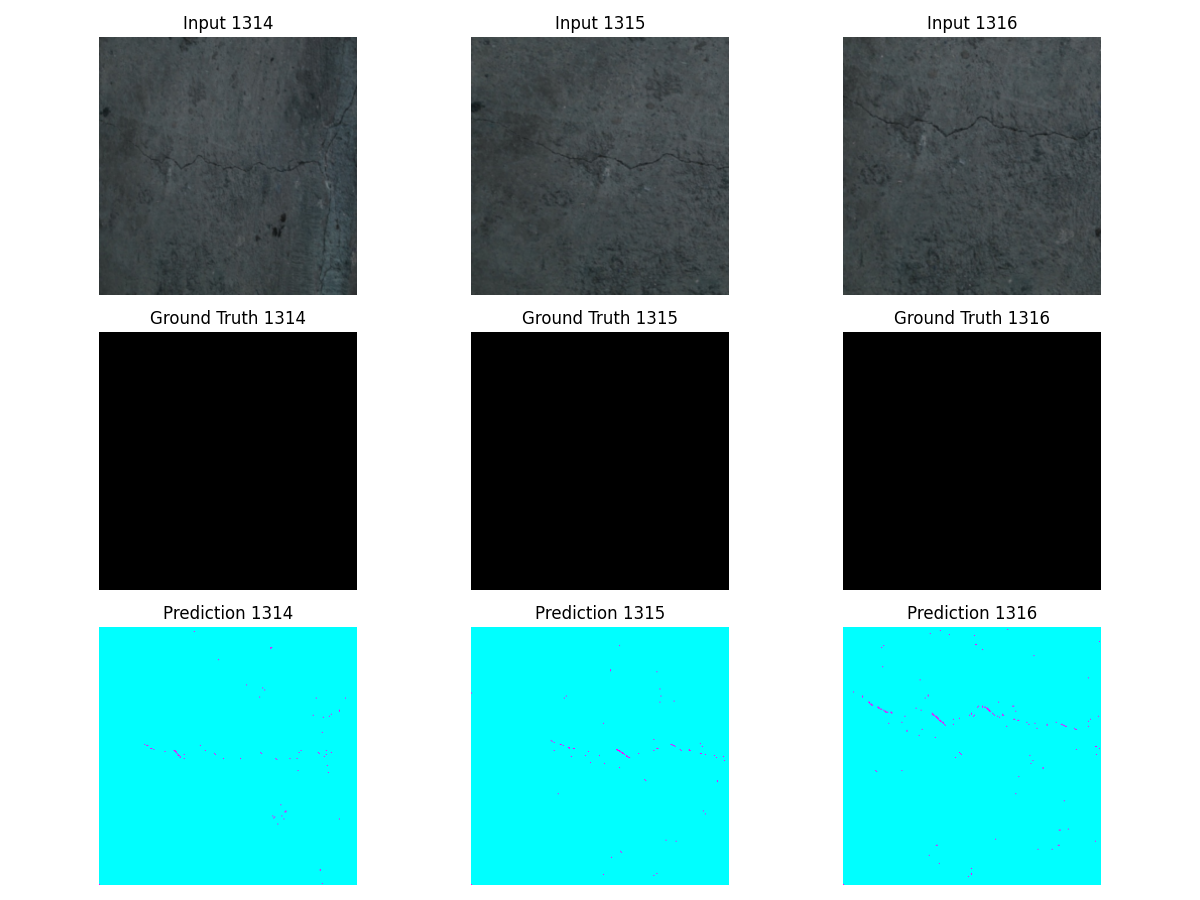 Input 1314
Input 1315
Input 1316
Ground Truth 1314
Ground Truth 1315
Ground Truth 1316
Prediction 1314
Prediction 1315
Prediction 1316